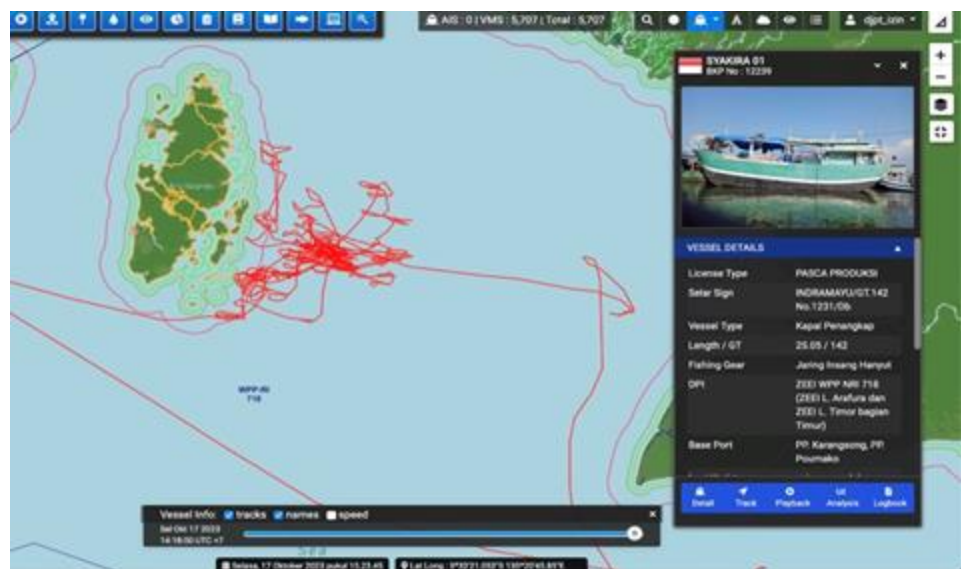 AIS : 0 | VMS : 5,707 | Total : 5,707
djpt_izin
SYAKIRA 01
BKP No : 12239
VESSEL DETAILS
License Type PASCA PRODUKSI
Selar Sign INDRAMAYU/GT.142
No.1231/Gb
Vessel Type Kapal Penangkap
Length / GT 25.05 / 142
Fishing Gear Jaring Insang Hanyut
DPI ZEEI WPP NRI 718
(ZEEI L. Arafura dan
ZEEI L. Timor bagian
Timur)
Base Port PP. Karangsong, PP.
Poumako
Detail Track Playback Analysis Logbook
WPP-RI
718
Vessel Info: tracks names speed
Okt 17 2023
14:18:00 UTC +7
Sea
Selasa, 17 Oktober 2023 pukul 15.23.45
Lat Long :